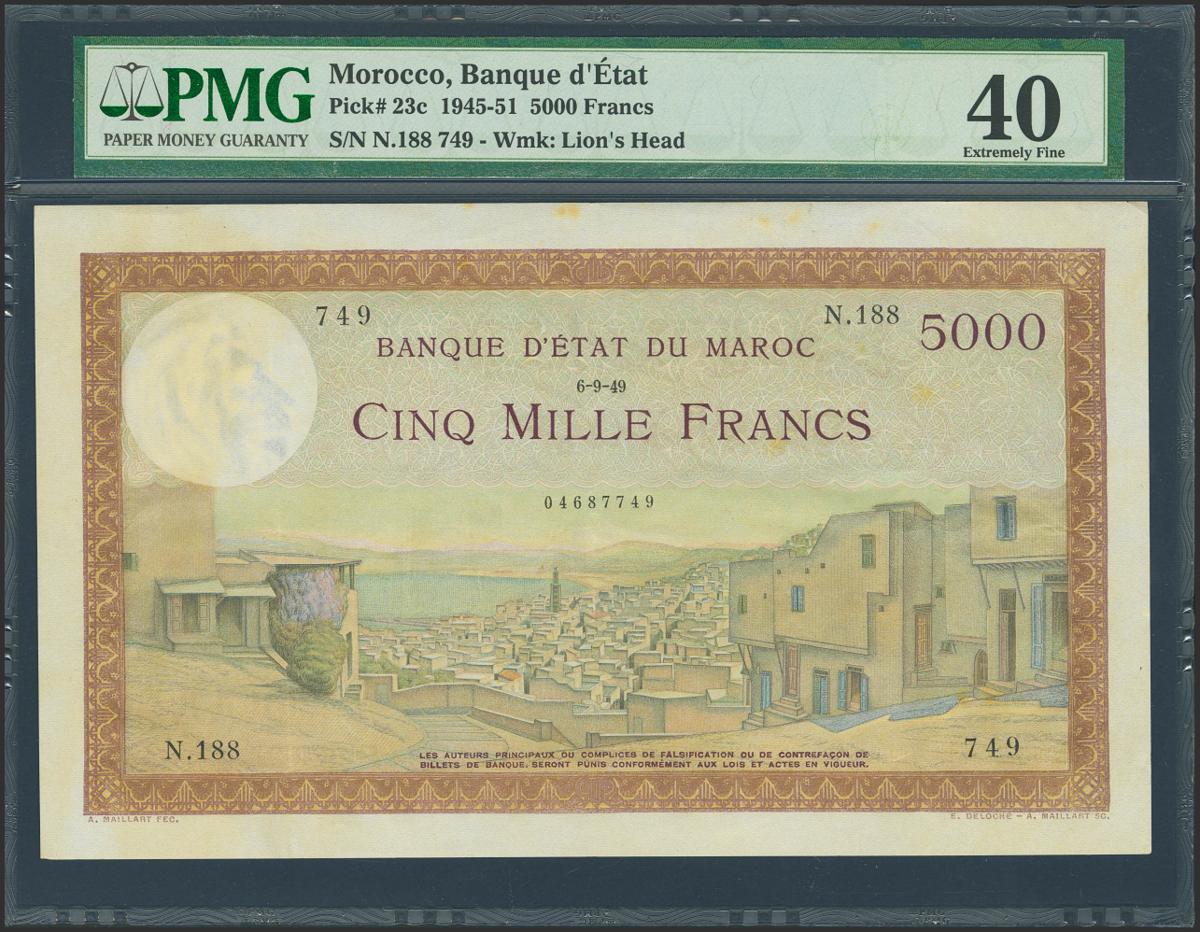 PMG
PAPER MONEY GUARANTY
Morocco, Banque d'État
Pick# 23c 1945-51 5000 Francs
S/N N.188 749 - Wmk: Lion's Head
40
Extremely Fine
749
N.188
5000
BANQUE D'ÉTAT DU MAROC
6-9-49
CINQ MILLE FRANCS
04687749
N.188
749
LES AUTEURS PRINCIPAUX OU COMPLICES DE FALSIFICATION OU DE CONTREFAÇON DE
BILLETS DE BANQUE, SERONT PUNIS CONFORMÉMENT AUX LOIS ET ACTES EN VIGUEUR.
A. MAILLART FEC.
E. DELOCHE - A. MAILLART SC.
PMG
PMG